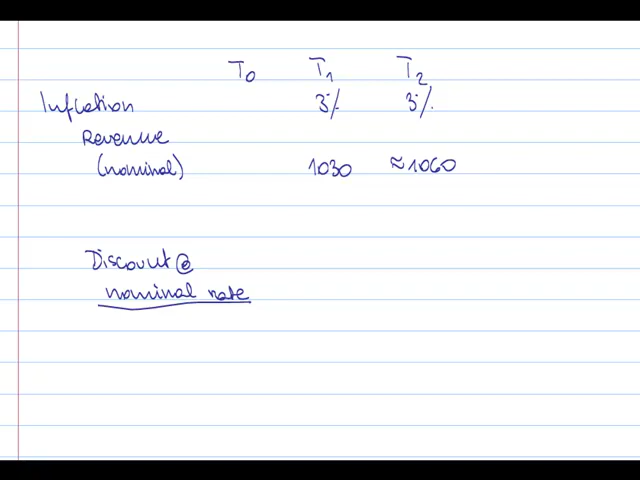 T0 T1 T2
Inflation 3% 3%
Revenue
(nominal) 1030 ≈1060
Discount @
nominal rate